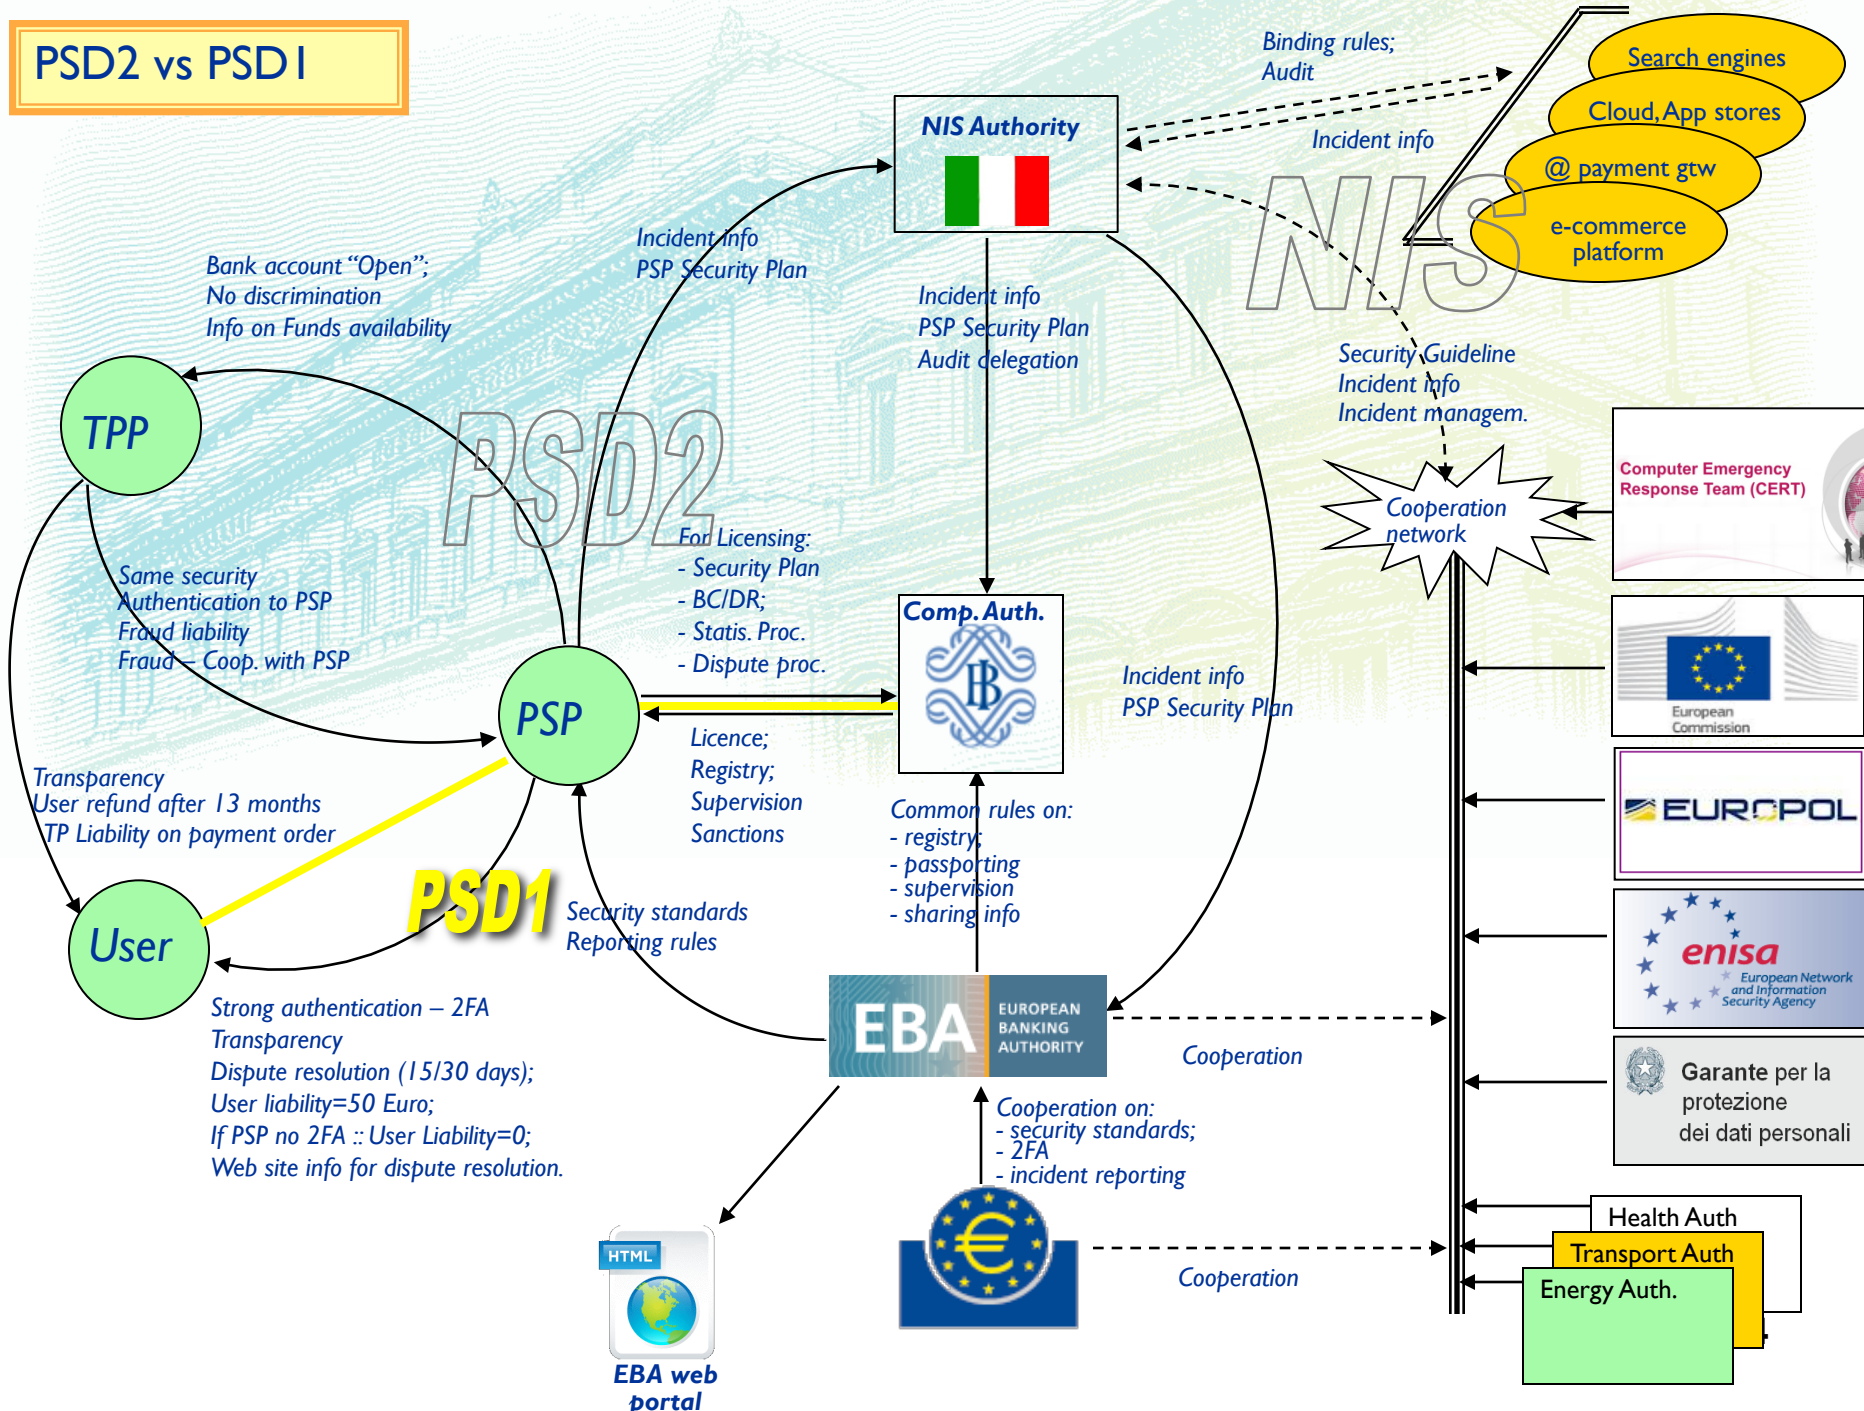 PSD2 vs PSD1
Binding rules;
Audit
Search engines
Cloud, App stores
@ payment gtw
e-commerce
platform
NIS Authority
Incident info
NIS
Incident info
PSP Security Plan
Bank account “Open”;
No discrimination
Info on Funds availability
Incident info
PSP Security Plan
Audit delegation
Security Guideline
Incident info
Incident managem.
TPP
PSD2
Computer Emergency
Response Team (CERT)
Cooperation
network
For Licensing:
- Security Plan
- BC/DR;
- Statis. Proc.
- Dispute proc.
Same security
Authentication to PSP
Fraud liability
Fraud – Coop. with PSP
Comp. Auth.
BI
Incident info
PSP Security Plan
European
Commission
PSP
Licence;
Registry;
Supervision
Sanctions
Transparency
User refund after 13 months
TP Liability on payment order
Common rules on:
- registry;
- passporting
- supervision
- sharing info
EUROPOL
PSD1
Security standards
Reporting rules
User
enisa
European Network
and Information
Security Agency
Strong authentication – 2FA
Transparency
Dispute resolution (15/30 days);
User liability=50 Euro;
If PSP no 2FA :: User Liability=0;
Web site info for dispute resolution.
EBA
EUROPEAN
BANKING
AUTHORITY
Cooperation
Garante per la
protezione
dei dati personali
Cooperation on:
- security standards;
- 2FA
- incident reporting
€
Cooperation
Health Auth
Transport Auth
Energy Auth.
HTML
EBA web
portal